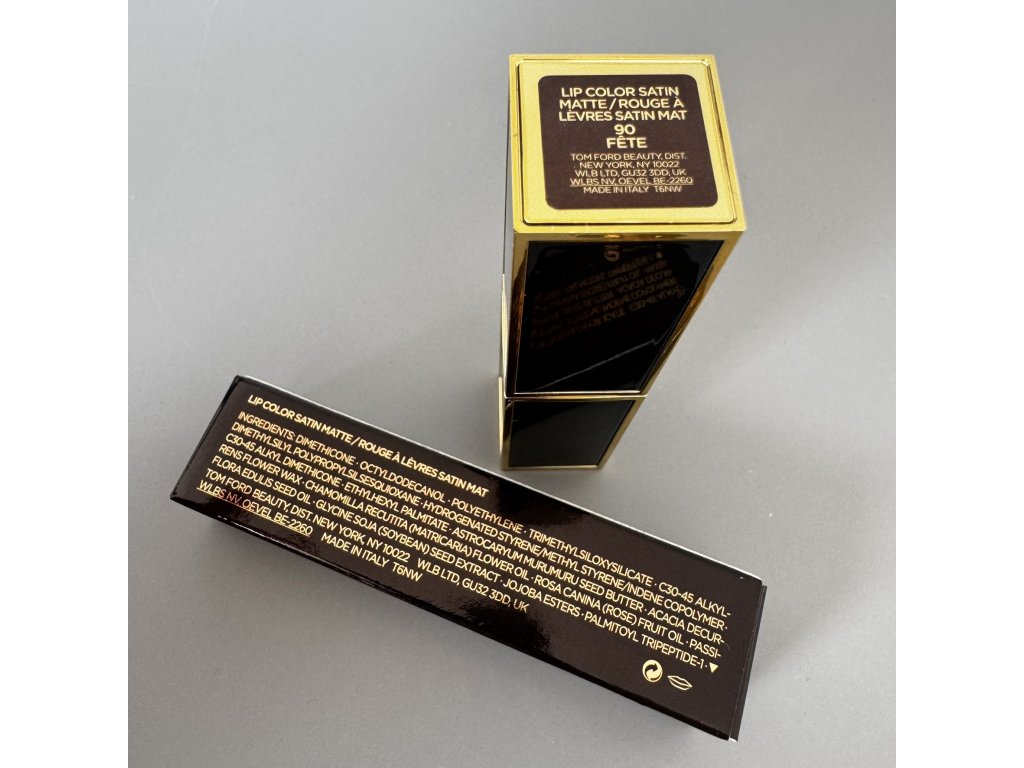 LIP COLOR SATIN
MATTE / ROUGE À
LÈVRES SATIN MAT
90
FÊTE
TOM FORD BEAUTY, DIST.
NEW YORK, NY 10022
WLB LTD, GU32 3DD, UK
WLBS NV, OEVEL BE-2260
MADE IN ITALY T6NW
LIP COLOR SATIN MATTE / ROUGE À LÈVRES SATIN MAT
INGREDIENTS: DIMETHICONE · OCTYLDODECANOL · POLYETHYLENE · TRIMETHYLSILOXYSILICATE · C30-45 ALKYL-
DIMETHYLSILYL POLYPROPYLSILSESQUIOXANE · HYDROGENATED STYRENE/METHYL STYRENE/INDENE COPOLYMER ·
C30-45 ALKYL DIMETHICONE · ETHYLHEXYL PALMITATE · ASTROCARYUM MURUMURU SEED BUTTER · ACACIA DECUR-
RENS FLOWER WAX · CHAMOMILLA RECUTITA (MATRICARIA) FLOWER OIL · ROSA CANINA (ROSE) FRUIT OIL · PASSI-
FLORA EDULIS SEED OIL · GLYCINE SOJA (SOYBEAN) SEED EXTRACT · JOJOBA ESTERS · PALMITOYL TRIPEPTIDE-1 · ▼
TOM FORD BEAUTY, DIST. NEW YORK, NY 10022 WLB LTD, GU32 3DD, UK
WLBS NV, OEVEL BE-2260 MADE IN ITALY T6NW